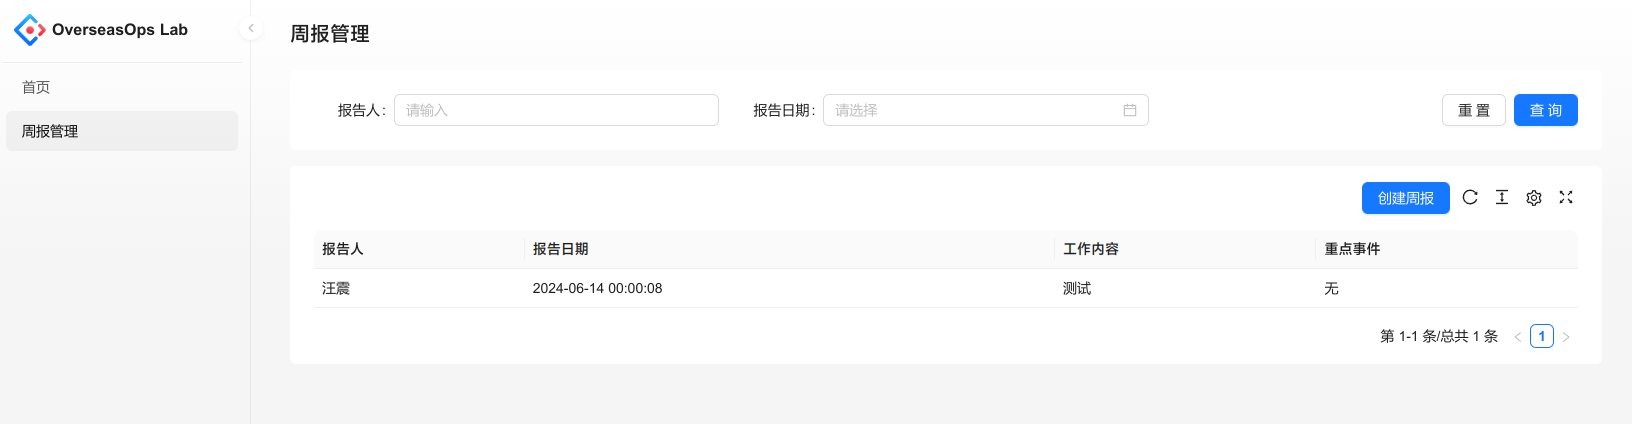 OverseasOps Lab
首页
周报管理
周报管理
报告人: 请输入 报告日期: 请选择 重 置 查 询
创建周报
报告人 报告日期 工作内容 重点事件
汪震 2024-06-14 00:00:08 测试 无
第 1-1 条/总共 1 条 1